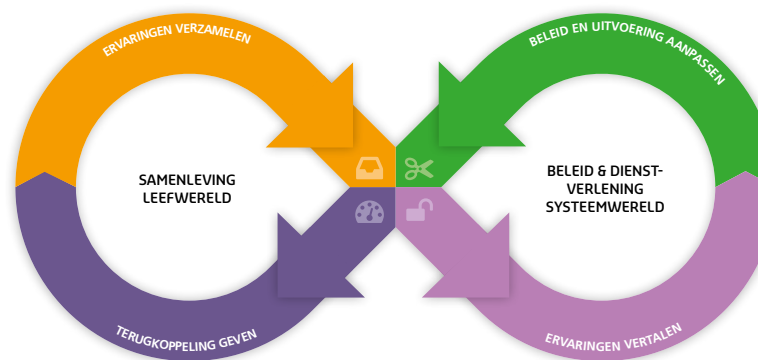 ERVARINGEN VERZAMELEN
BELEID EN UITVOERING AANPASSEN
SAMENLEVING
LEEFWERELD
BELEID & DIENST-
VERLENING
SYSTEEMWERELD
TERUGKOPPELING GEVEN
ERVARINGEN VERTALEN